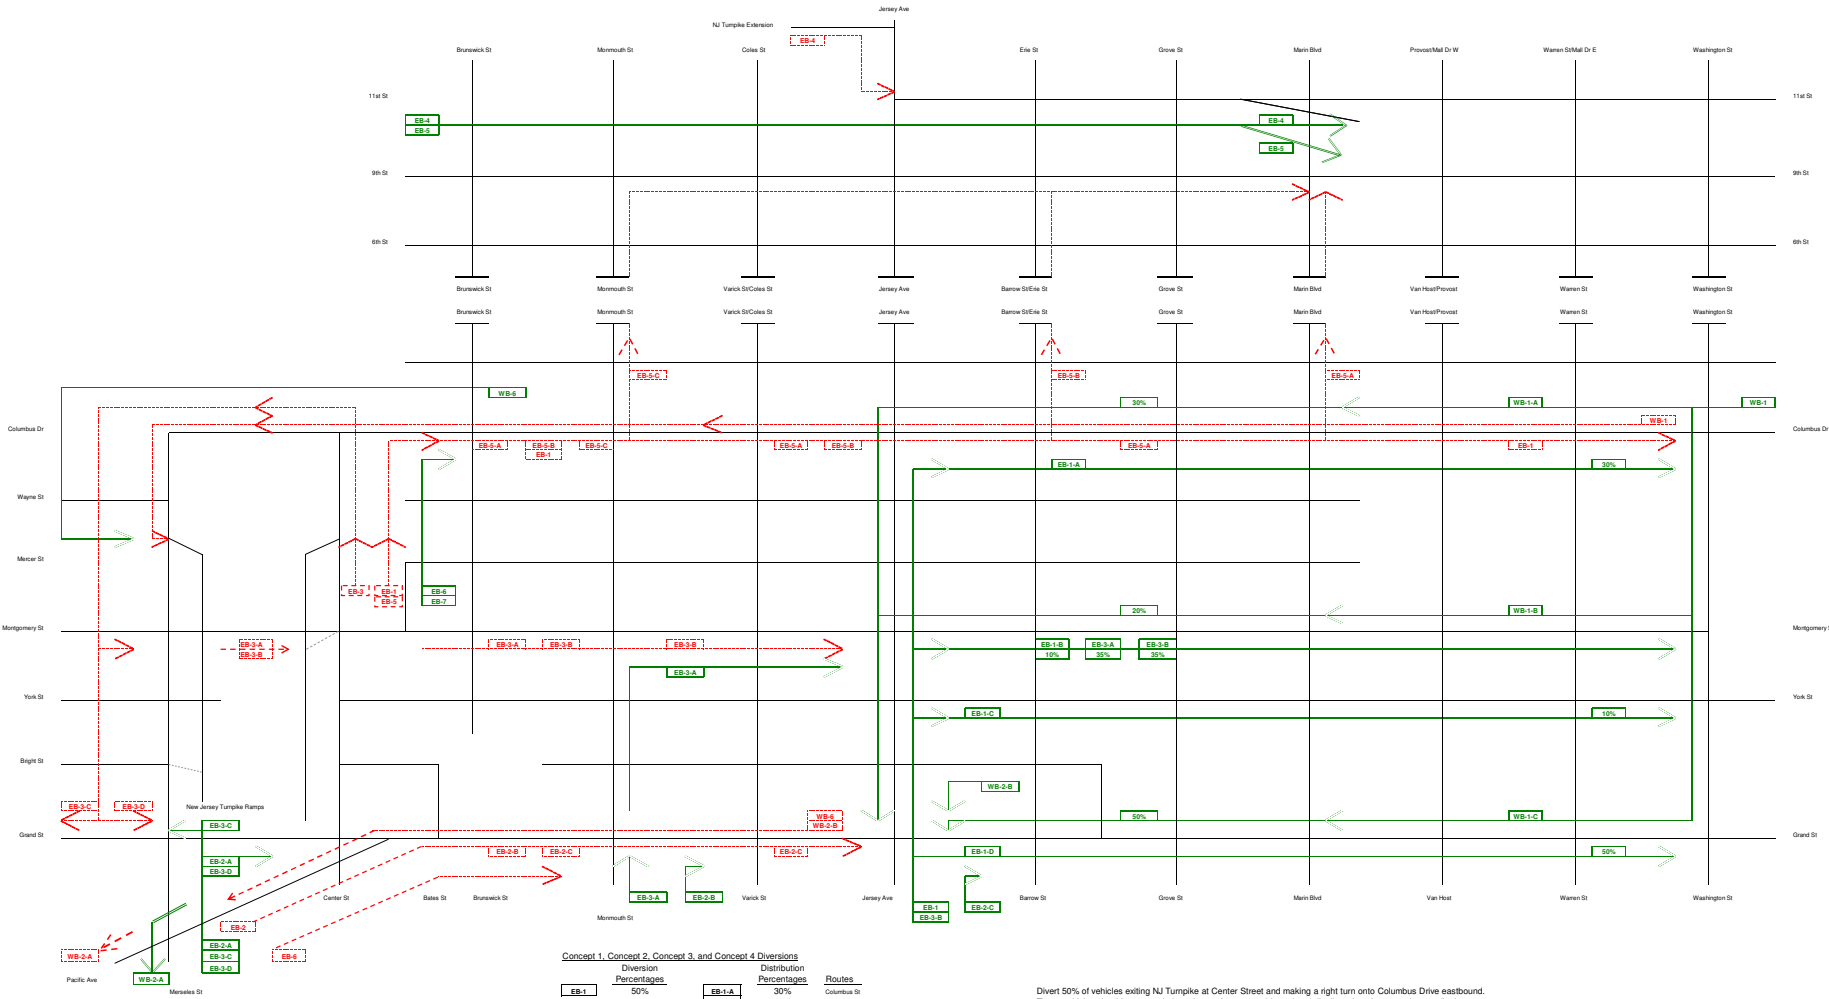 Jersey Ave
NJ Turnpike Extension
EB-4
Brunswick St Monmouth St Coles St Erie St Grove St Marin Blvd Provost/Mall Dr W Warren St/Mall Dr E Washington St
11st St 11st St
EB-4 EB-4
EB-5
EB-5
9th St 9th St
6th St 6th St
Brunswick St Monmouth St Varick St/Coles St Jersey Ave Barrow St/Erie St Grove St Marin Blvd Van Host/Provost Warren St Washington St
Brunswick St Monmouth St Varick St/Coles St Jersey Ave Barrow St/Erie St Grove St Marin Blvd Van Host/Provost Warren St Washington St
EB-5-C EB-5-B EB-5-A
WB-6
30% WB-1-A WB-1
WB-1
Columbus Dr Columbus Dr
EB-5-A EB-5-B EB-5-C EB-5-A EB-5-B EB-5-A EB-1
EB-1
EB-1-A 30%
Wayne St
Mercer St
EB-3 EB-1 EB-6
EB-5 EB-7
20% WB-1-B
Montgomery St Montgomery
EB-3-A EB-3-A EB-3-B EB-3-B EB-1-B EB-3-A EB-3-B
EB-3-B 10% 35% 35%
EB-3-A
York St York St
EB-1-C 10%
Bright St
WB-2-B
EB-3-C EB-3-D New Jersey Turnpike Ramps
WB-6 50% WB-1-C
EB-3-C WB-2-B
Grand St Grand St
EB-2-B EB-2-C EB-2-C EB-1-D 50%
EB-2-A
EB-3-D
Center St Bates St Brunswick St EB-3-A EB-2-B Varick St Jersey Ave Barrow St Grove St Marin Blvd Van Host Warren St Washington St
EB-1 EB-2-C
Monmouth St EB-3-B
EB-2
EB-2-A
WB-2-A EB-3-C EB-6
EB-3-D
Pacific Ave WB-2-A
Merseles St
Concept 1, Concept 2, Concept 3, and Concept 4 Diversions
Diversion Distribution
Percentages Percentages Routes
EB-1 50% EB-1-A 30% Columbus St
Divert 50% of vehicles exiting NJ Turnpike at Center Street and making a right turn onto Columbus Drive eastbound.